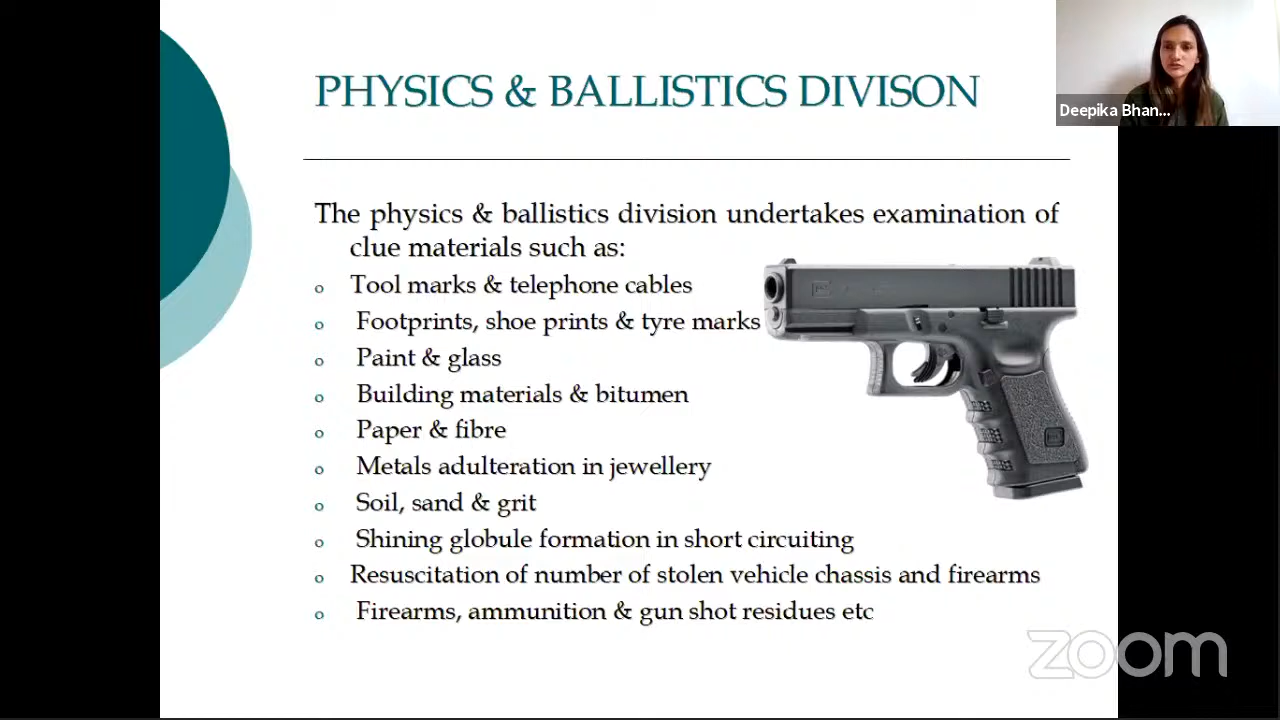 PHYSICS & BALLISTICS DIVISON
Deepika Bhan...
The physics & ballistics division undertakes examination of
clue materials such as:
o Tool marks & telephone cables
o Footprints, shoe prints & tyre marks
o Paint & glass
o Building materials & bitumen
o Paper & fibre
o Metals adulteration in jewellery
o Soil, sand & grit
o Shining globule formation in short circuiting
o Resuscitation of number of stolen vehicle chassis and firearms
o Firearms, ammunition & gun shot residues etc
zoom